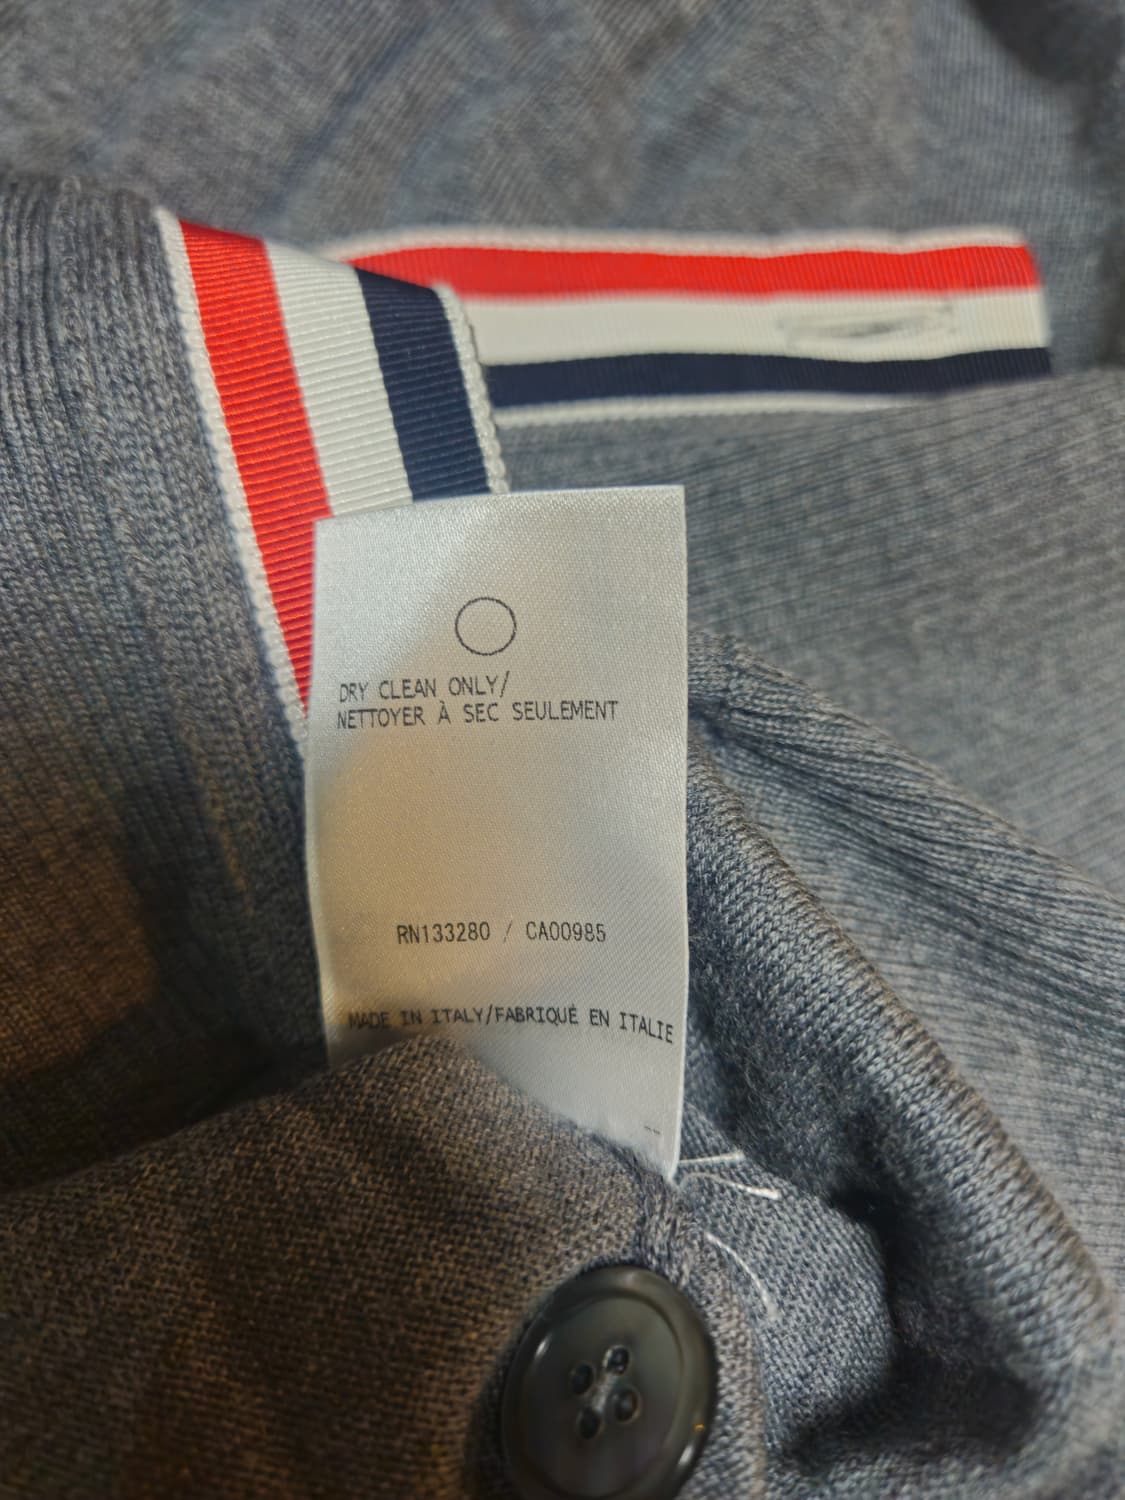 DRY CLEAN ONLY/
NETTOYER À SEC SEULEMENT
RN133280 / CA00985
MADE IN ITALY/FABRIQUÉ EN ITALIE